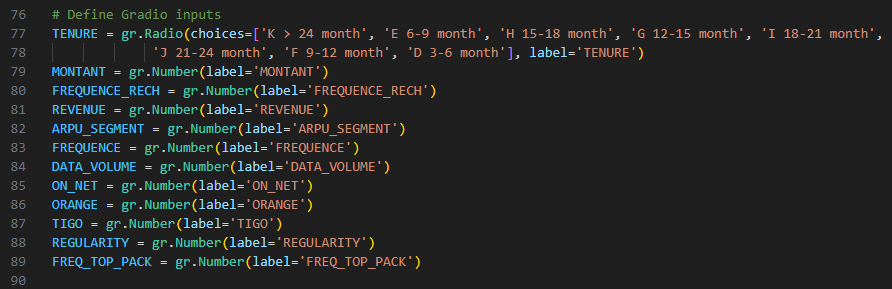 76 # Define Gradio inputs
77 TENURE = gr.Radio(choices=['K > 24 month', 'E 6-9 month', 'H 15-18 month', 'G 12-15 month', 'I 18-21 month',
78 'J 21-24 month', 'F 9-12 month', 'D 3-6 month'], label='TENURE')
79 MONTANT = gr.Number(label='MONTANT')
80 FREQUENCE_RECH = gr.Number(label='FREQUENCE_RECH')
81 REVENUE = gr.Number(label='REVENUE')
82 ARPU_SEGMENT = gr.Number(label='ARPU_SEGMENT')
83 FREQUENCE = gr.Number(label='FREQUENCE')
84 DATA_VOLUME = gr.Number(label='DATA_VOLUME')
85 ON_NET = gr.Number(label='ON_NET')
86 ORANGE = gr.Number(label='ORANGE')
87 TIGO = gr.Number(label='TIGO')
88 REGULARITY = gr.Number(label='REGULARITY')
89 FREQ_TOP_PACK = gr.Number(label='FREQ_TOP_PACK')
90